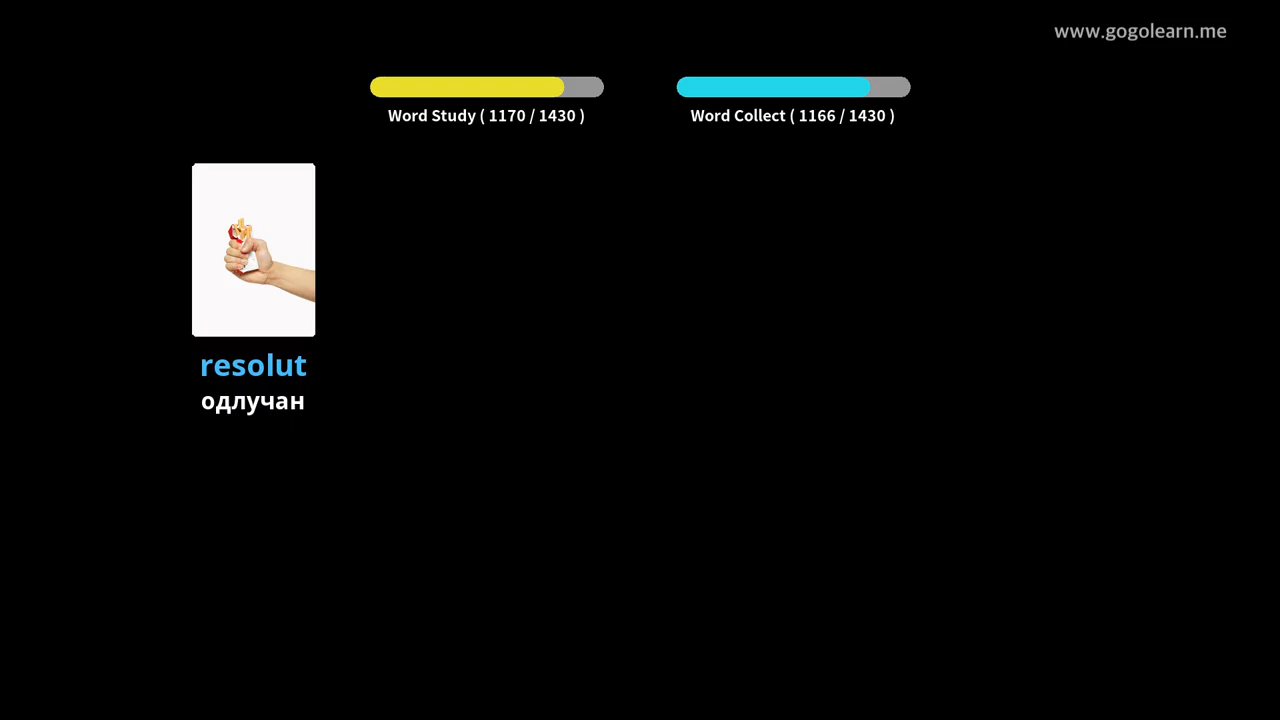 www.gogolearn.me
Word Study ( 1170 / 1430 )
Word Collect ( 1166 / 1430 )
resolut
одлучан